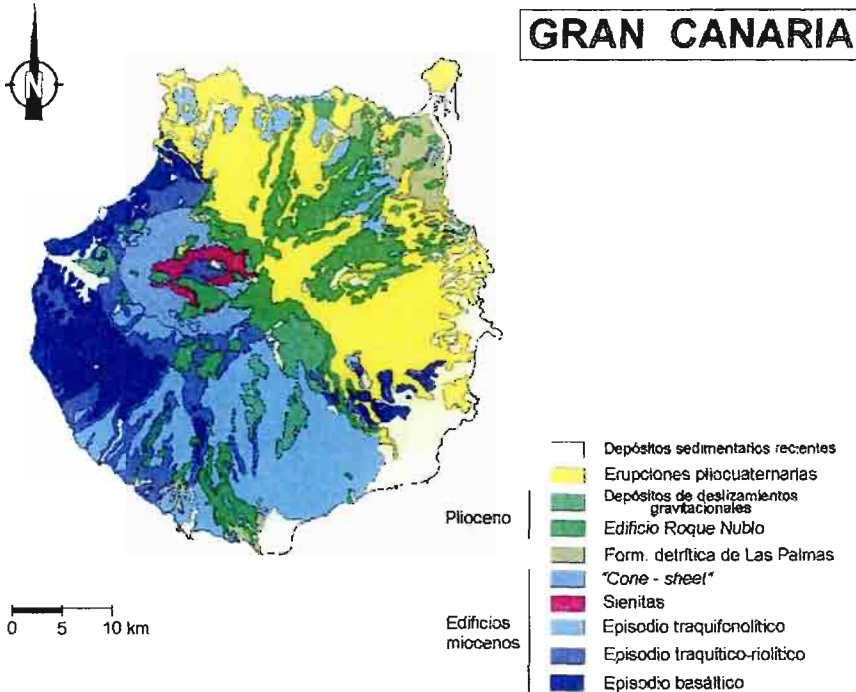 GRAN CANARIA
N
Depósitos sedimentarios recientes
Erupciones pliocuaternarias
Depósitos de deslizamientos
gravitacionales
Plioceno
Edificio Roque Nublo
Form. detrítica de Las Palmas
"Cone - sheet"
Sienitas
Edificios
miocenos
Episodio traquifonolítico
Episodio traquítico-riolítico
Episodio basáltico
0 5 10 km